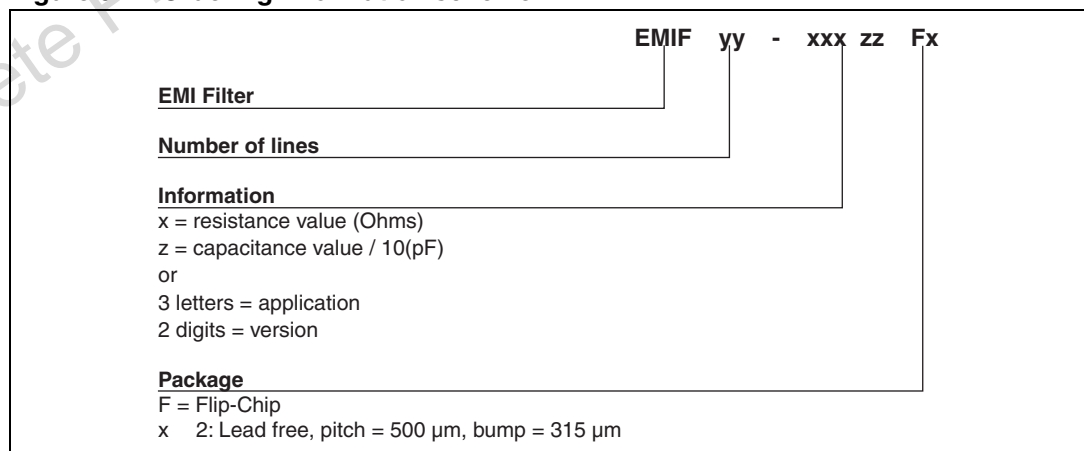 EMIF yy - xxx zz Fx
EMI Filter
Number of lines
Information
x = resistance value (Ohms)
z = capacitance value / 10(pF)
or
3 letters = application
2 digits = version
Package
F = Flip-Chip
x 2: Lead free, pitch = 500 µm, bump = 315 µm